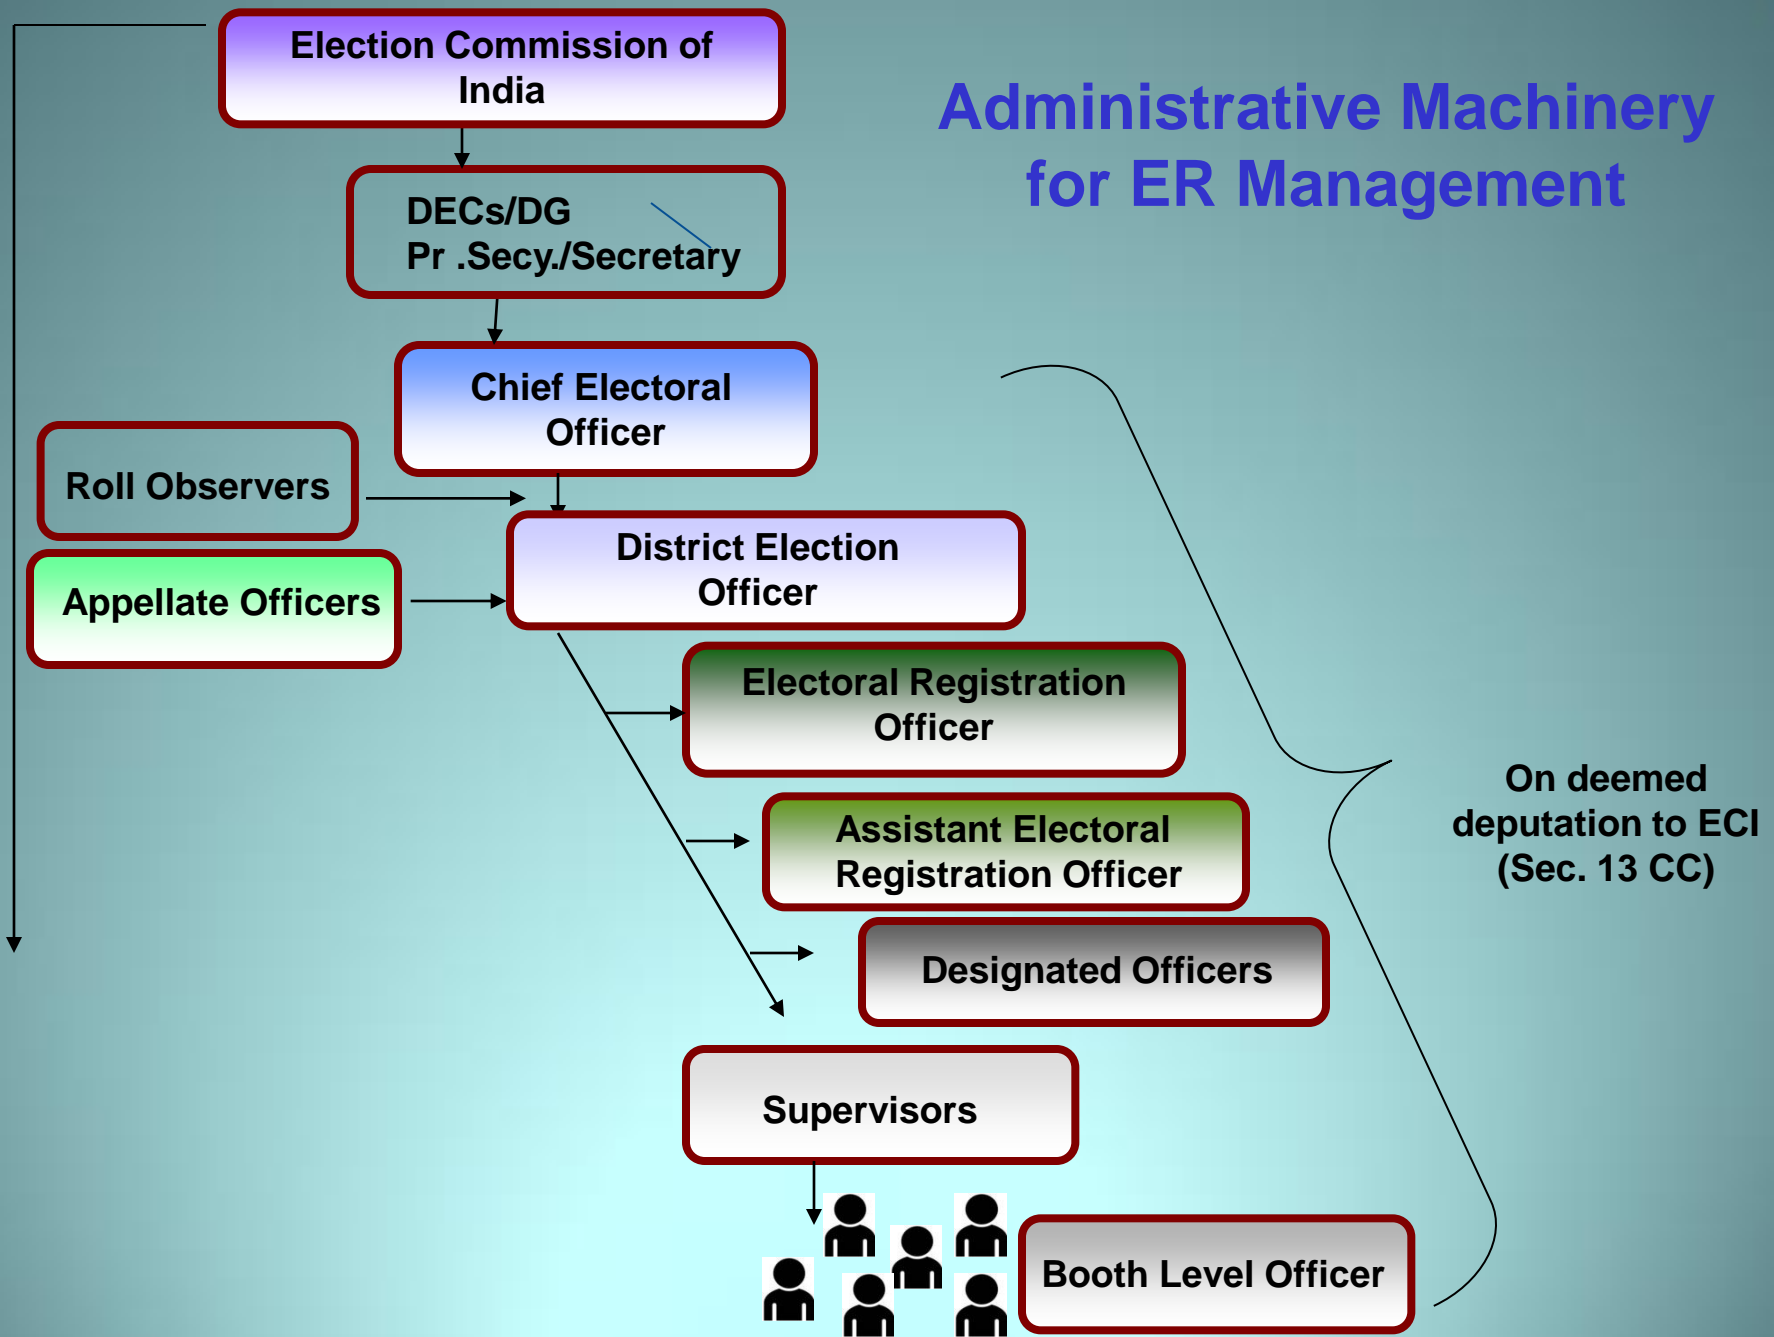 Election Commission of
India
Administrative Machinery
for ER Management
DECs/DG
Pr .Secy./Secretary
Chief Electoral
Officer
Roll Observers
District Election
Officer
Appellate Officers
Electoral Registration
Officer
On deemed
deputation to ECI
(Sec. 13 CC)
Assistant Electoral
Registration Officer
Designated Officers
Supervisors
Booth Level Officer